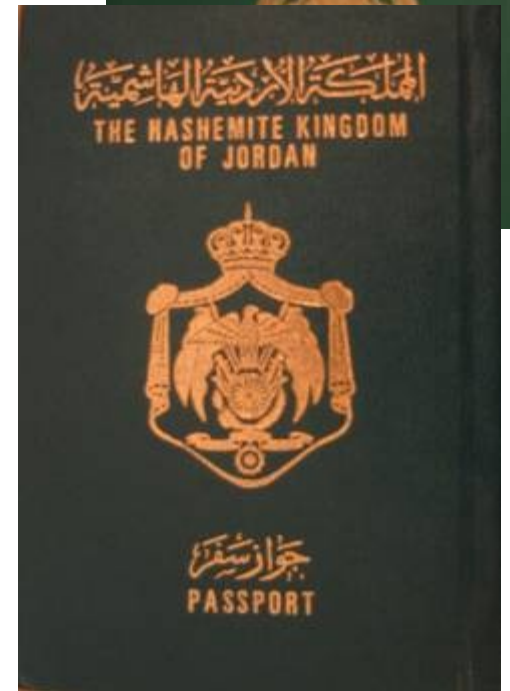 المملكة الأردنية الهاشمية
THE HASHEMITE KINGDOM
OF JORDAN
جواز سفر
PASSPORT